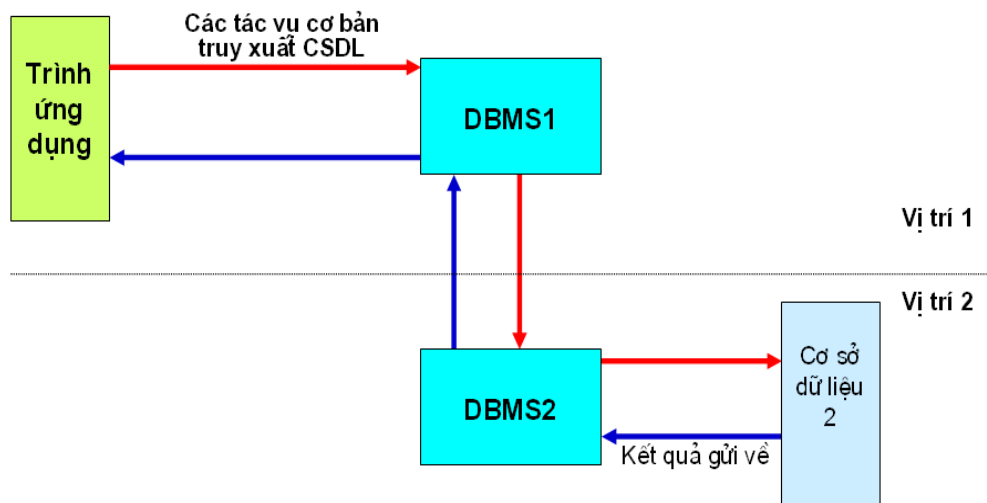 Các tác vụ cơ bản
truy xuất CSDL
Trình
ứng
dụng
DBMS1
Vị trí 1
Vị trí 2
DBMS2
Cơ sở
dữ liệu
2
Kết quả gửi về